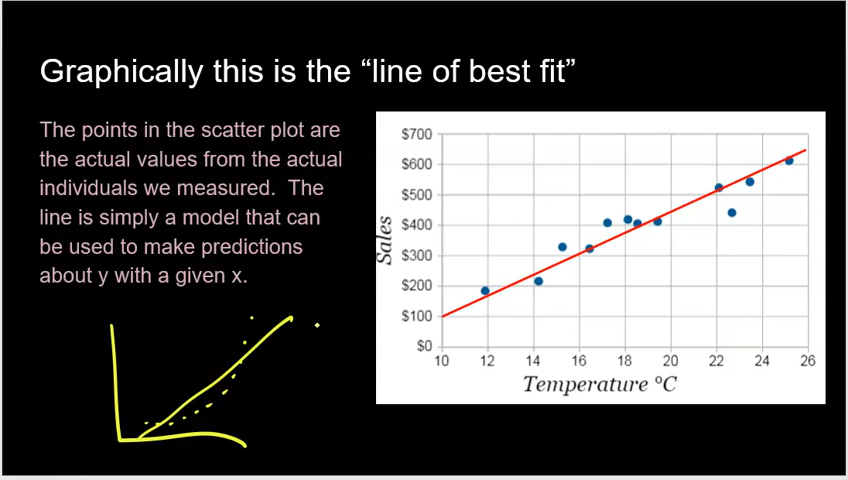 Graphically this is the “line of best fit”
The points in the scatter plot are
the actual values from the actual
individuals we measured.  The
line is simply a model that can
be used to make predictions
about y with a given x.
$700
$600
$500
$400
$300
$200
$100
$0
Sales
10 12 14 16 18 20 22 24 26
Temperature °C